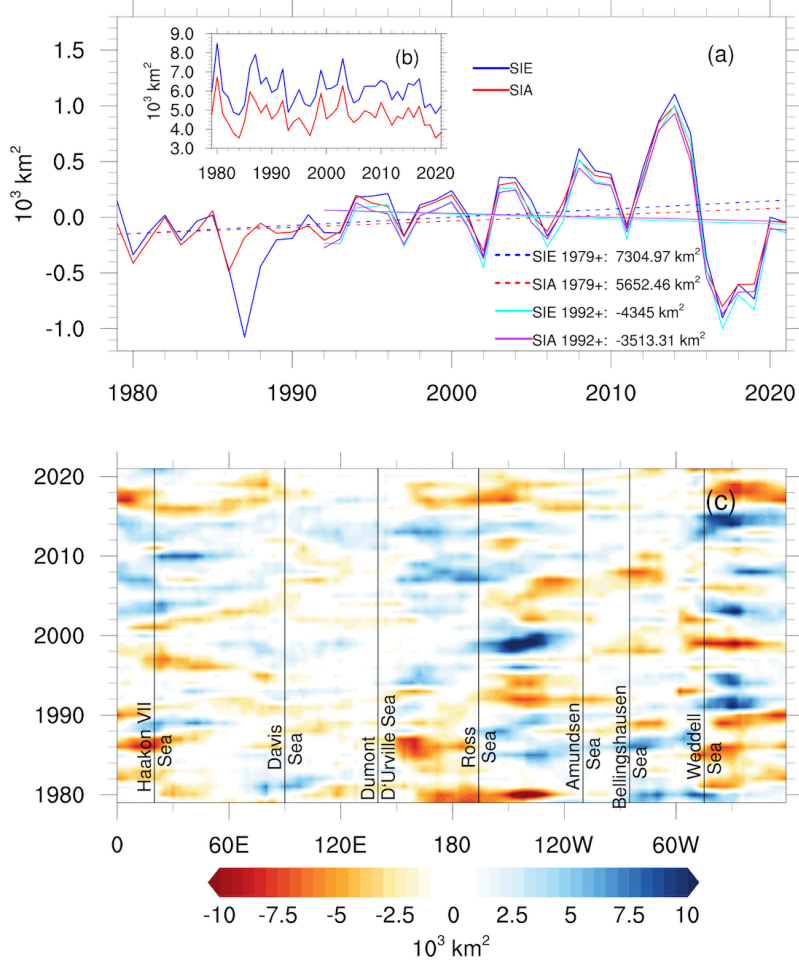 9.0
8.0
7.0
6.0
5.0
4.0
3.0
10³ km²
(b)
1979 1990 2000 2010 2021
SIE
SIA
(a)
1.5
1.0
0.5
0.0
-0.5
-1.0
10³ km²
SIE 1979+: 7304.97 km²
SIA 1979+: 5652.46 km²
SIE 1992+: -4345 km²
SIA 1992+: -3513.31 km²
1980 1990 2000 2010 2020
2020
2010
2000
1990
1980
(c)
Haakon VII
Sea
Davis
Sea
Dumont
D'Urville Sea
Ross
Sea
Amundsen
Sea
Bellingshausen
Sea
Weddell
Sea
0 60E 120E 180 120W 60W
-10 -7.5 -5 -2.5 0 2.5 5 7.5 10
10³ km²